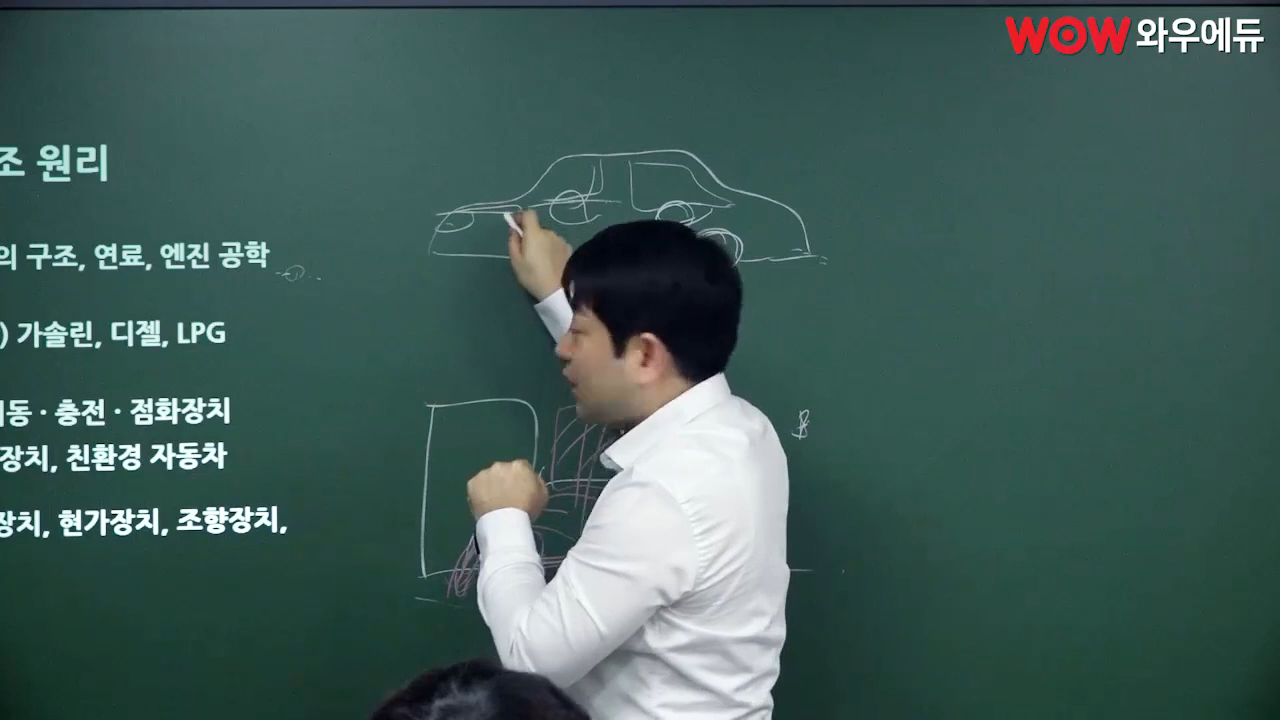 WOW 와우에듀
조 원리
의 구조, 연료, 엔진 공학
) 가솔린, 디젤, LPG
동 · 충전 · 점화장치
장치, 친환경 자동차
장치, 현가장치, 조향장치,